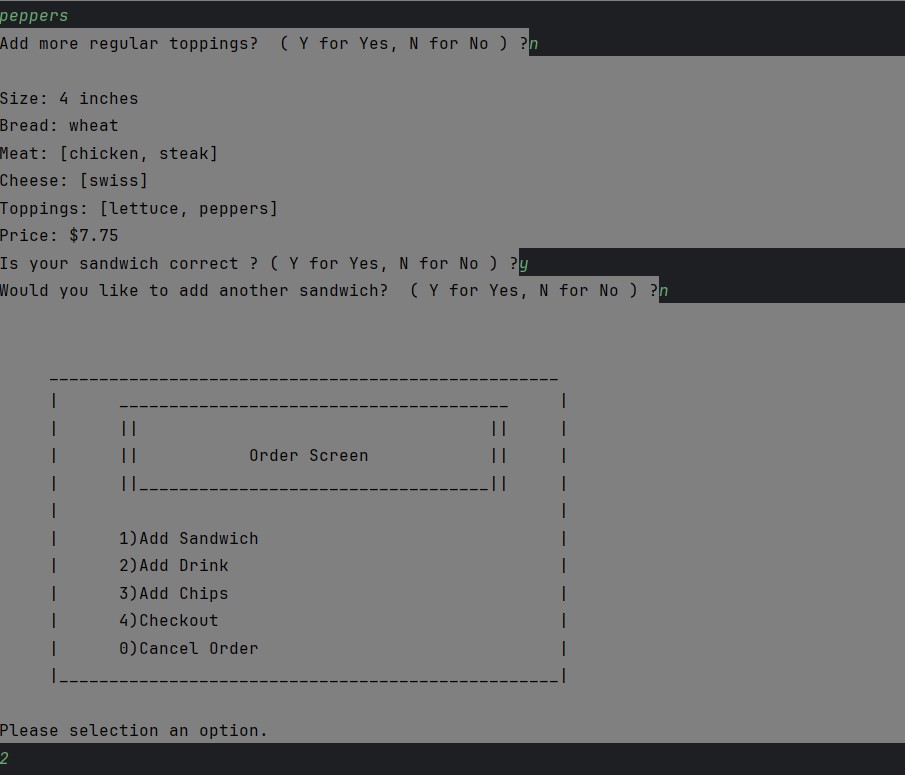 peppers
Add more regular toppings?  ( Y for Yes, N for No ) ?n
Size: 4 inches
Bread: wheat
Meat: [chicken, steak]
Cheese: [swiss]
Toppings: [lettuce, peppers]
Price: $7.75
Is your sandwich correct ? ( Y for Yes, N for No ) ?y
Would you like to add another sandwich?  ( Y for Yes, N for No ) ?n
Order Screen
1)Add Sandwich
2)Add Drink
3)Add Chips
4)Checkout
0)Cancel Order
Please selection an option.
2